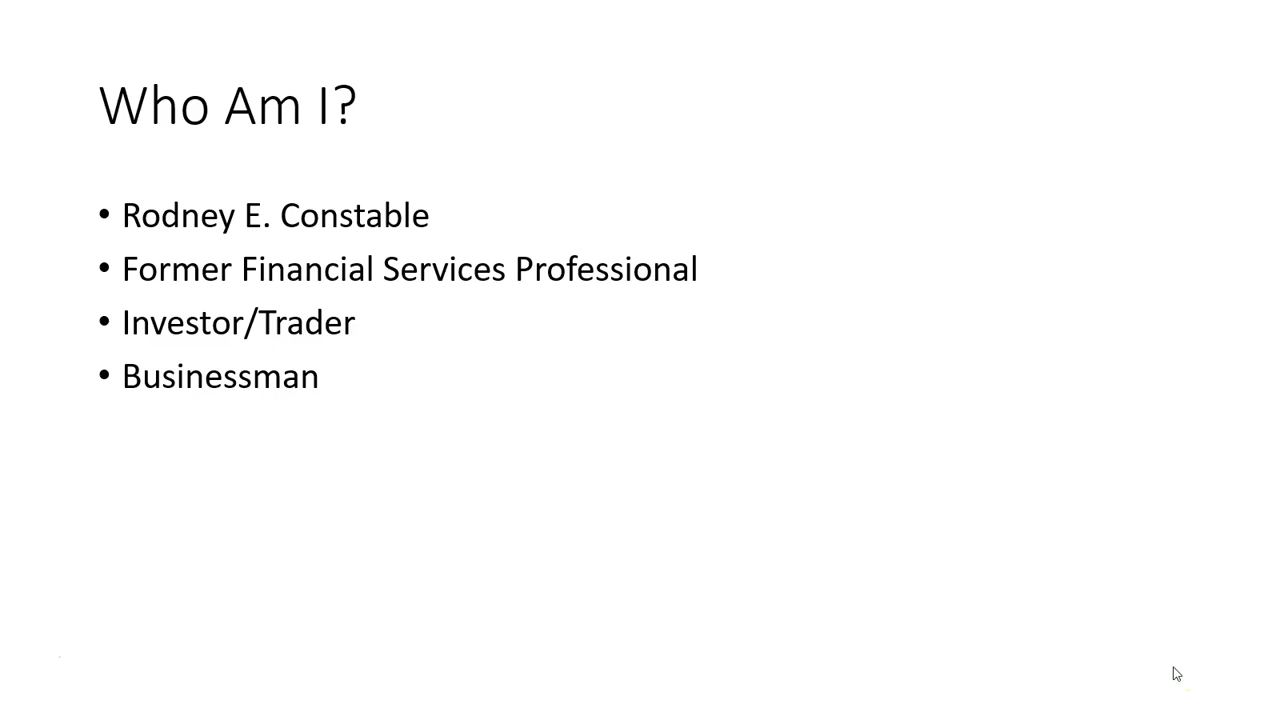 Who Am I?
• Rodney E. Constable
• Former Financial Services Professional
• Investor/Trader
• Businessman